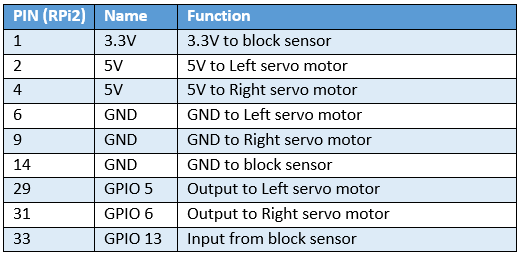 PIN (RPi2) Name Function
1 3.3V 3.3V to block sensor
2 5V 5V to Left servo motor
4 5V 5V to Right servo motor
6 GND GND to Left servo motor
9 GND GND to Right servo motor
14 GND GND to block sensor
29 GPIO 5 Output to Left servo motor
31 GPIO 6 Output to Right servo motor
33 GPIO 13 Input from block sensor